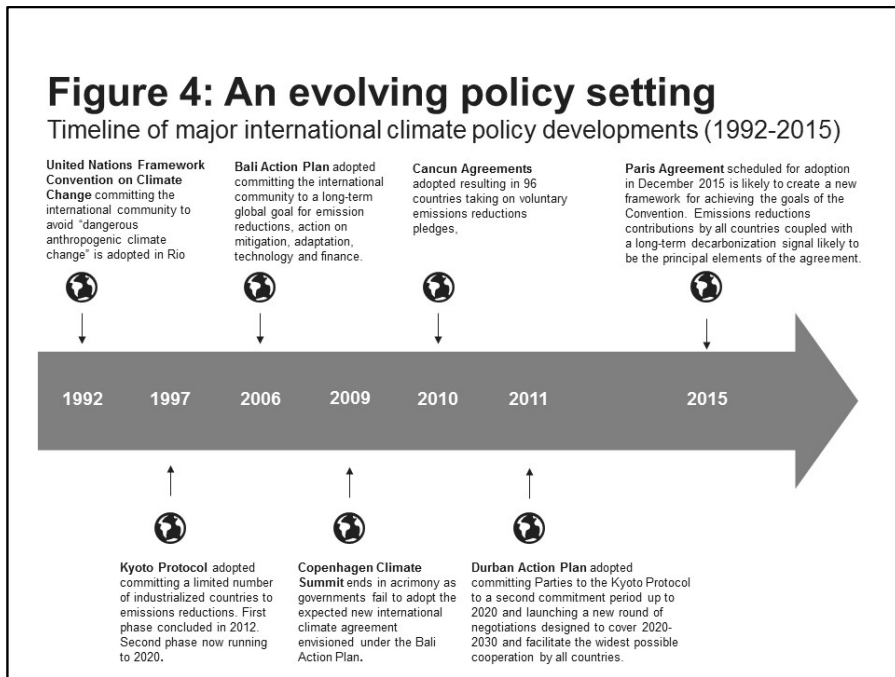 Figure 4: An evolving policy setting
Timeline of major international climate policy developments (1992-2015)
United Nations Framework
Convention on Climate
Change committing the
international community to
avoid “dangerous
anthropogenic climate
change” is adopted in Rio
Bali Action Plan adopted
committing the international
community to a long-term
global goal for emission
reductions, action on
mitigation, adaptation,
technology and finance.
Cancun Agreements
adopted resulting in 96
countries taking on voluntary
emissions reductions
pledges,
Paris Agreement scheduled for adoption
in December 2015 is likely to create a new
framework for achieving the goals of the
Convention. Emissions reductions
contributions by all countries coupled with
a long-term decarbonization signal likely to
be the principal elements of the agreement.
1992 1997 2006 2009 2010 2011 2015
Kyoto Protocol adopted
committing a limited number
of industrialized countries to
emissions reductions. First
phase concluded in 2012.
Second phase now running
to 2020.
Copenhagen Climate
Summit ends in acrimony as
governments fail to adopt the
expected new international
climate agreement
envisioned under the Bali
Action Plan.
Durban Action Plan adopted
committing Parties to the Kyoto Protocol
to a second commitment period up to
2020 and launching a new round of
negotiations designed to cover 2020-
2030 and facilitate the widest possible
cooperation by all countries.